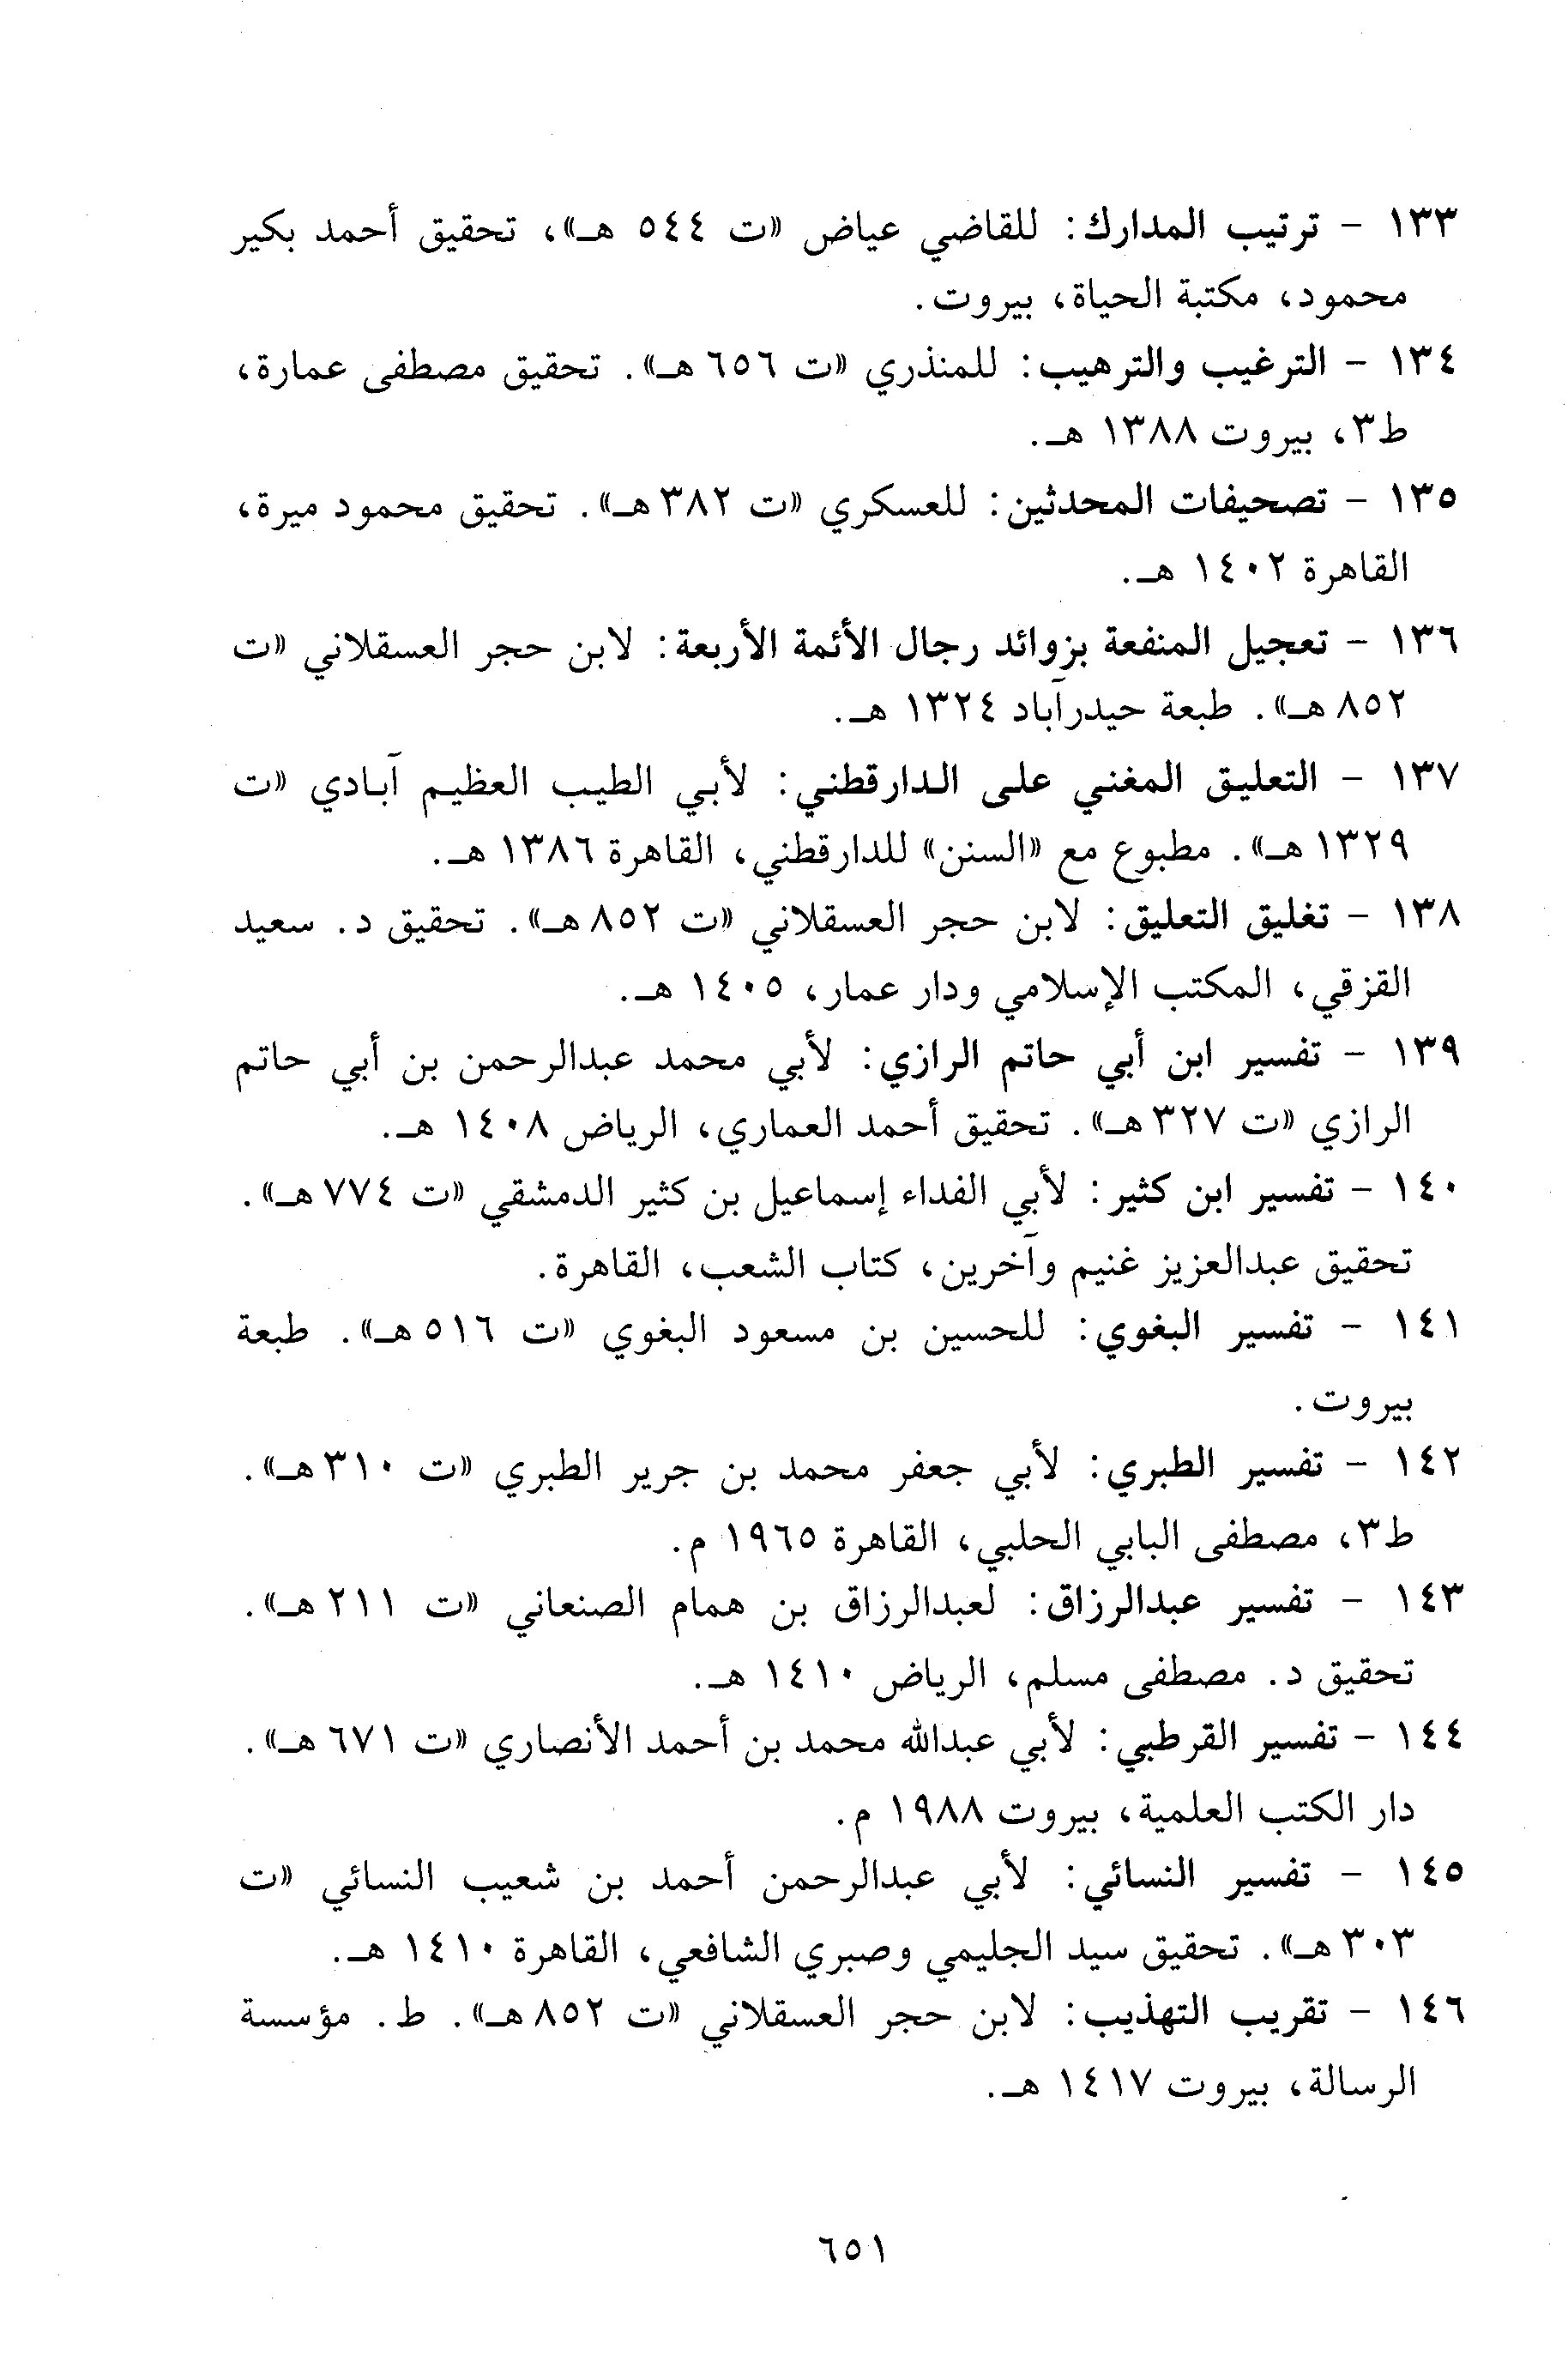 ١٣٣ - ترتيب المدارك: للقاضي عياض «ت ٥٤٤ هـ»، تحقيق أحمد بكير
محمود، مكتبة الحياة، بيروت.
١٣٤ - الترغيب والترهيب: للمنذري «ت ٦٥٦ هـ». تحقيق مصطفى عمارة،
ط٣، بيروت ١٣٨٨ هـ.
١٣٥ - تصحيفات المحدثين: للعسكري «ت ٣٨٢ هـ». تحقيق محمود ميرة،
القاهرة ١٤٠٢ هـ.
١٣٦ - تعجيل المنفعة بزوائد رجال الأئمة الأربعة: لابن حجر العسقلاني «ت
٨٥٢ هـ». طبعة حيدرآباد ١٣٢٤ هـ.
١٣٧ - التعليق المغني على الدارقطني: لأبي الطيب العظيم آبادي «ت
١٣٢٩ هـ». مطبوع مع «السنن» للدارقطني، القاهرة ١٣٨٦ هـ.
١٣٨ - تغليق التعليق: لابن حجر العسقلاني «ت ٨٥٢ هـ». تحقيق د. سعيد
القزقي، المكتب الإسلامي ودار عمار، ١٤٠٥ هـ.
١٣٩ - تفسير ابن أبي حاتم الرازي: لأبي محمد عبدالرحمن بن أبي حاتم
الرازي «ت ٣٢٧ هـ». تحقيق أحمد العماري، الرياض ١٤٠٨ هـ.
١٤٠ - تفسير ابن كثير: لأبي الفداء إسماعيل بن كثير الدمشقي «ت ٧٧٤ هـ».
تحقيق عبدالعزيز غنيم وآخرين، كتاب الشعب، القاهرة.
١٤١ - تفسير البغوي: للحسين بن مسعود البغوي «ت ٥١٦ هـ». طبعة
بيروت.
١٤٢ - تفسير الطبري: لأبي جعفر محمد بن جرير الطبري «ت ٣١٠ هـ».
ط٣، مصطفى البابي الحلبي، القاهرة ١٩٦٥ م.
١٤٣ - تفسير عبدالرزاق: لعبدالرزاق بن همام الصنعاني «ت ٢١١ هـ».
تحقيق د. مصطفى مسلم، الرياض ١٤١٠ هـ.
١٤٤ - تفسير القرطبي: لأبي عبدالله محمد بن أحمد الأنصاري «ت ٦٧١ هـ».
دار الكتب العلمية، بيروت ١٩٨٨ م.
١٤٥ - تفسير النسائي: لأبي عبدالرحمن أحمد بن شعيب النسائي «ت
٣٠٣ هـ». تحقيق سيد الجليمي وصبري الشافعي، القاهرة ١٤١٠ هـ.
١٤٦ - تقريب التهذيب: لابن حجر العسقلاني «ت ٨٥٢ هـ». ط. مؤسسة
الرسالة، بيروت ١٤١٧ هـ.
٦٥١